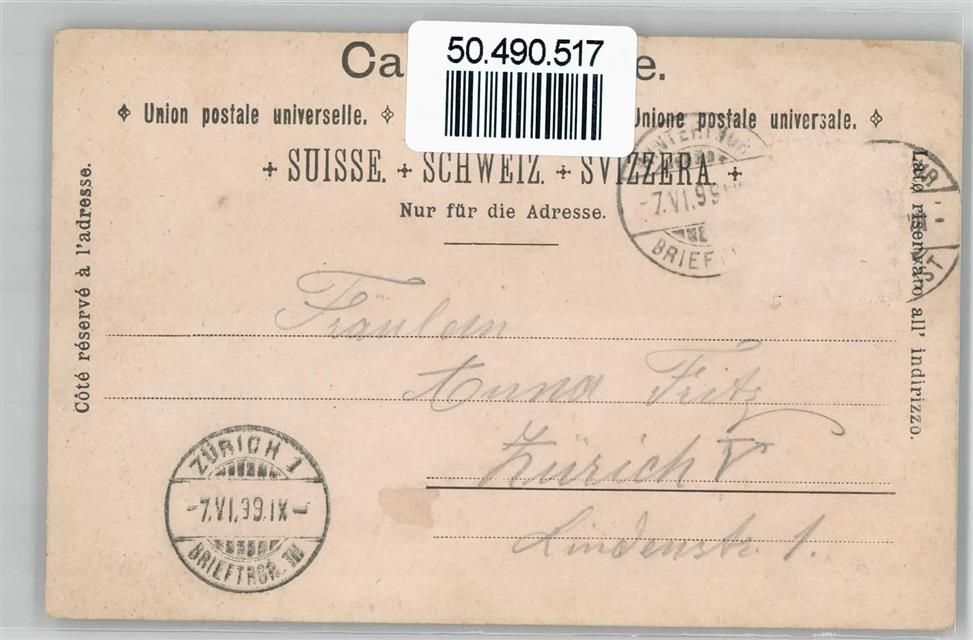 50.490.517
Ca e.
Union postale universelle. Unione postale universale.
+ SUISSE. + SCHWEIZ. + SVIZZERA +
Nur für die Adresse.
Côté réservé à l'adresse.
Lato riservato all' indirizzo.
WINTERTHUR
-7.VI.99
BRIEF
Fräulein
Anna Fritz
Zürich V
Lindenstr. 1.
ZÜRICH 1
-7.VI.99.IX-
BRIEFTRGR.